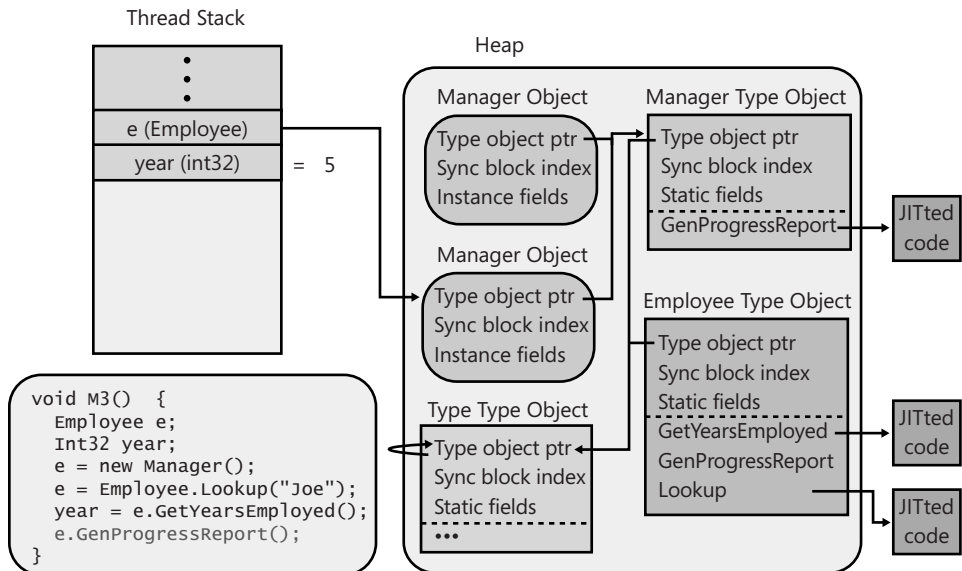 Thread Stack
e (Employee)
year (int32)
= 5
Heap
Manager Object
Type object ptr
Sync block index
Instance fields
Manager Object
Type object ptr
Sync block index
Instance fields
Type Type Object
Type object ptr
Sync block index
Static fields
•••
Manager Type Object
Type object ptr
Sync block index
Static fields
GenProgressReport
JITted
code
Employee Type Object
Type object ptr
Sync block index
Static fields
GetYearsEmployed
GenProgressReport
Lookup
JITted
code
JITted
code
void M3() {
Employee e;
Int32 year;
e = new Manager();
e = Employee.Lookup("Joe");
year = e.GetYearsEmployed();
e.GenProgressReport();
}